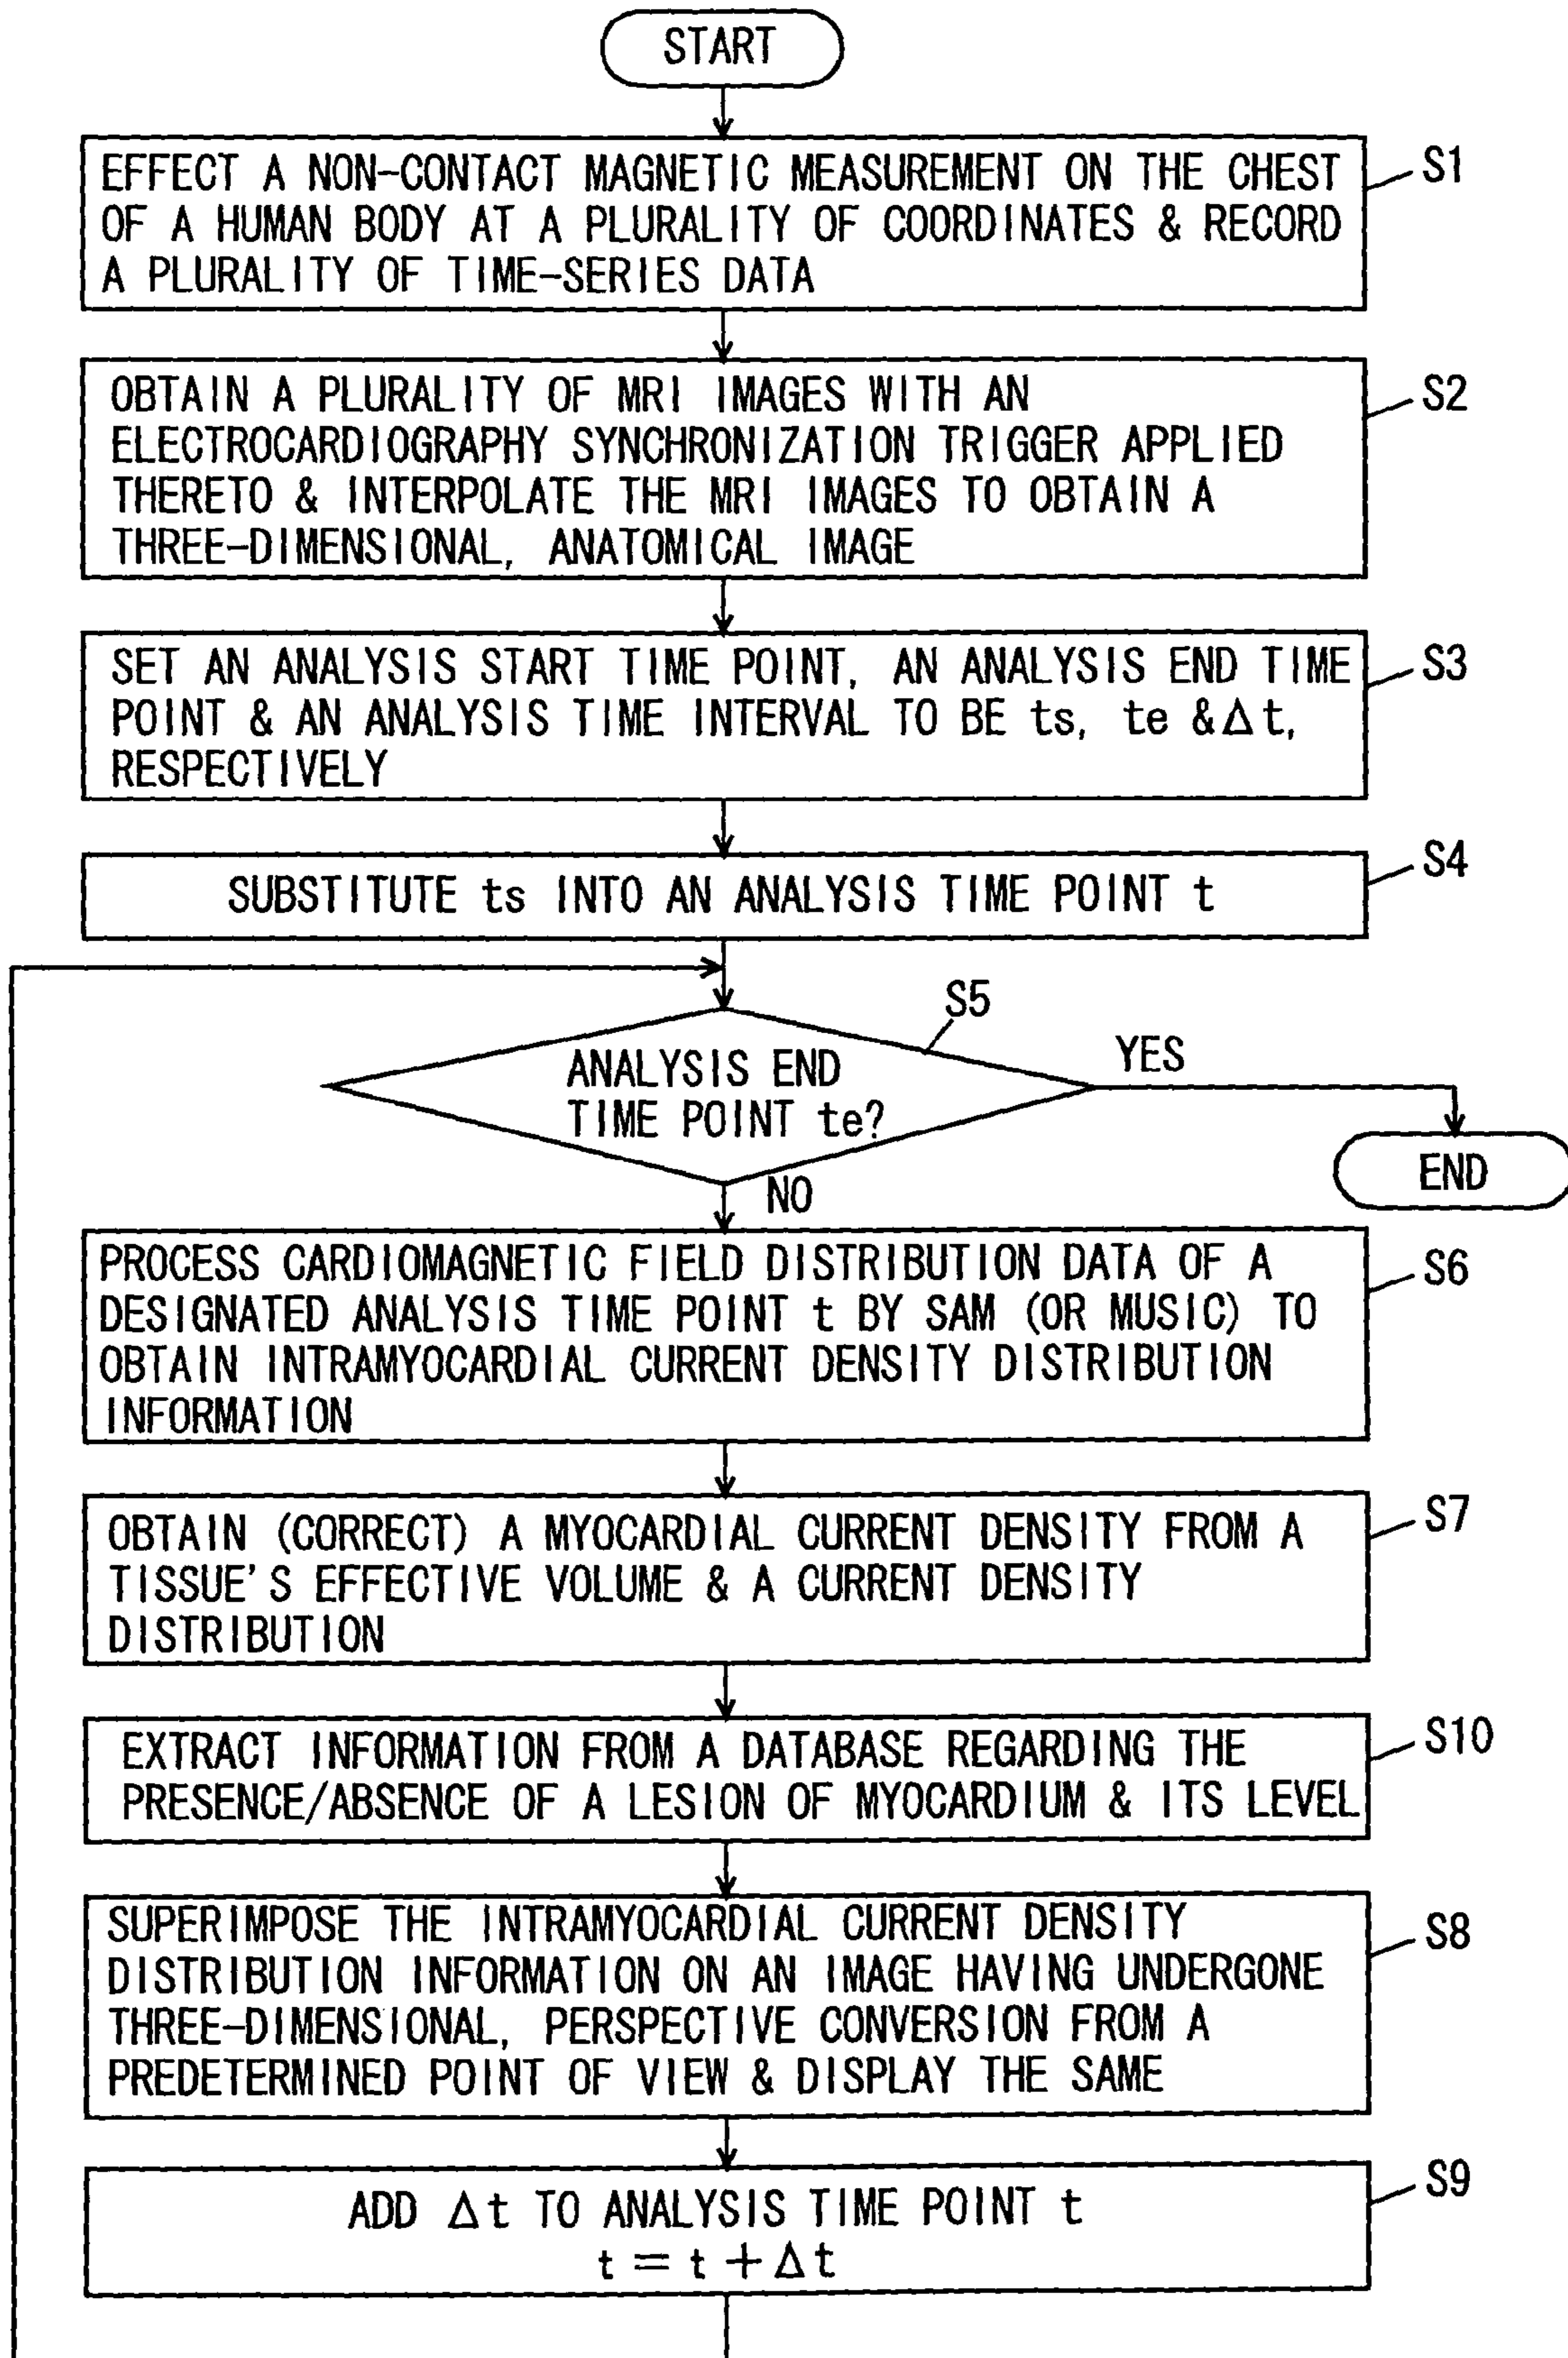 START
EFFECT A NON-CONTACT MAGNETIC MEASUREMENT ON THE CHEST
OF A HUMAN BODY AT A PLURALITY OF COORDINATES & RECORD
A PLURALITY OF TIME-SERIES DATA
S1
OBTAIN A PLURALITY OF MRI IMAGES WITH AN
ELECTROCARDIOGRAPHY SYNCHRONIZATION TRIGGER APPLIED
THERETO & INTERPOLATE THE MRI IMAGES TO OBTAIN A
THREE-DIMENSIONAL, ANATOMICAL IMAGE
S2
SET AN ANALYSIS START TIME POINT, AN ANALYSIS END TIME
POINT & AN ANALYSIS TIME INTERVAL TO BE ts, te & Δt,
RESPECTIVELY
S3
SUBSTITUTE ts INTO AN ANALYSIS TIME POINT t
S4
S5
ANALYSIS END
TIME POINT te?
YES
END
NO
PROCESS CARDIOMAGNETIC FIELD DISTRIBUTION DATA OF A
DESIGNATED ANALYSIS TIME POINT t BY SAM (OR MUSIC) TO
OBTAIN INTRAMYOCARDIAL CURRENT DENSITY DISTRIBUTION
INFORMATION
S6
OBTAIN (CORRECT) A MYOCARDIAL CURRENT DENSITY FROM A
TISSUE'S EFFECTIVE VOLUME & A CURRENT DENSITY
DISTRIBUTION
S7
EXTRACT INFORMATION FROM A DATABASE REGARDING THE
PRESENCE/ABSENCE OF A LESION OF MYOCARDIUM & ITS LEVEL
S10
SUPERIMPOSE THE INTRAMYOCARDIAL CURRENT DENSITY
DISTRIBUTION INFORMATION ON AN IMAGE HAVING UNDERGONE
THREE-DIMENSIONAL, PERSPECTIVE CONVERSION FROM A
PREDETERMINED POINT OF VIEW & DISPLAY THE SAME
S8
ADD Δt TO ANALYSIS TIME POINT t
t = t + Δt
S9